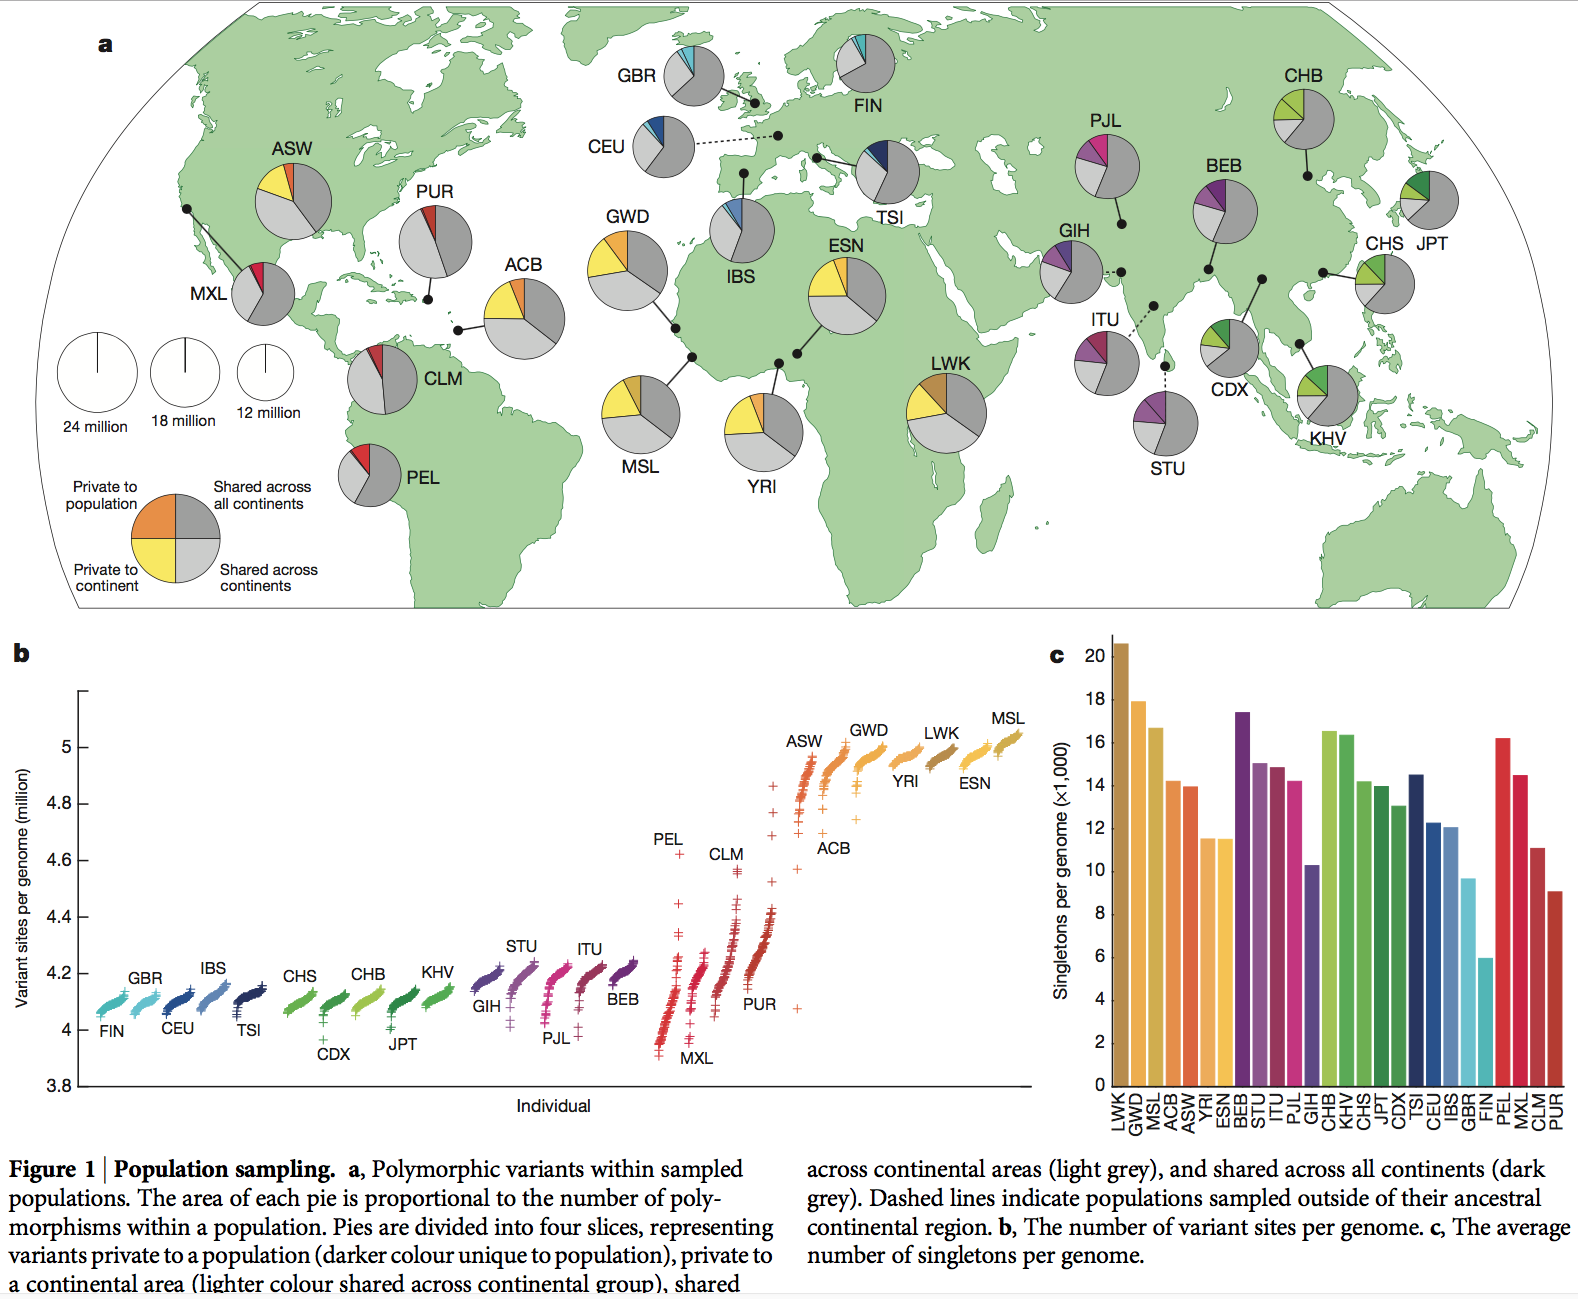 a
GBR
FIN
CHB
CEU
PJL
ASW
BEB
PUR
TSI
GWD
GIH
CHS
JPT
ESN
IBS
ACB
MXL
ITU
LWK
CLM
CDX
24 million
18 million
12 million
KHV
MSL
STU
YRI
PEL
Private to
population
Shared across
all continents
Private to
continent
Shared across
continents
b
Variant sites per genome (million)
5
4.8
4.6
4.4
4.2
4
3.8
FIN
GBR
CEU
IBS
TSI
CHS
CDX
CHB
JPT
KHV
GIH
STU
PJL
ITU
BEB
PEL
MXL
CLM
PUR
ASW
ACB
GWD
YRI
LWK
ESN
MSL
Individual
c
Singletons per genome (×1,000)
20
18
16
14
12
10
8
6
4
2
0
LWK
GWD
MSL
ACB
ASW
YRI
ESN
BEB
STU
ITU
PJL
GIH
CHB
KHV
CHS
JPT
CDX
TSI
CEU
IBS
GBR
FIN
PEL
MXL
CLM
PUR
Figure 1 | Population sampling. a, Polymorphic variants within sampled
populations. The area of each pie is proportional to the number of poly-
morphisms within a population. Pies are divided into four slices, representing
variants private to a population (darker colour unique to population), private to
a continental area (lighter colour shared across continental group), shared
across continental areas (light grey), and shared across all continents (dark
grey). Dashed lines indicate populations sampled outside of their ancestral
continental region. b, The number of variant sites per genome. c, The average
number of singletons per genome.